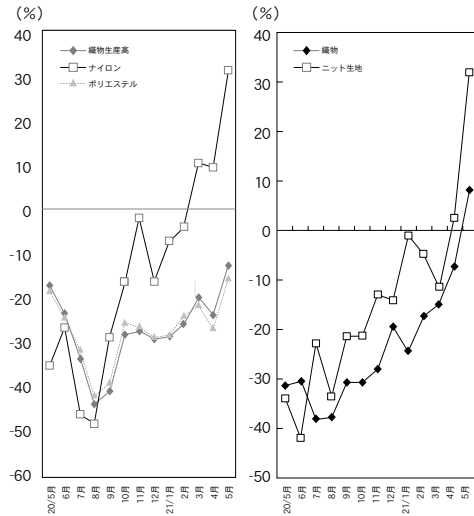 (%)
織物生産高
ナイロン
ポリエステル
40
30
20
10
0
-10
-20
-30
-40
-50
-60
20/5月
6月
7月
8月
9月
10月
11月
12月
21/1月
2月
3月
4月
5月
(%)
織物
ニット生地
40
30
20
10
0
-10
-20
-30
-40
-50
20/5月
6月
7月
8月
9月
10月
11月
12月
21/1月
2月
3月
4月
5月